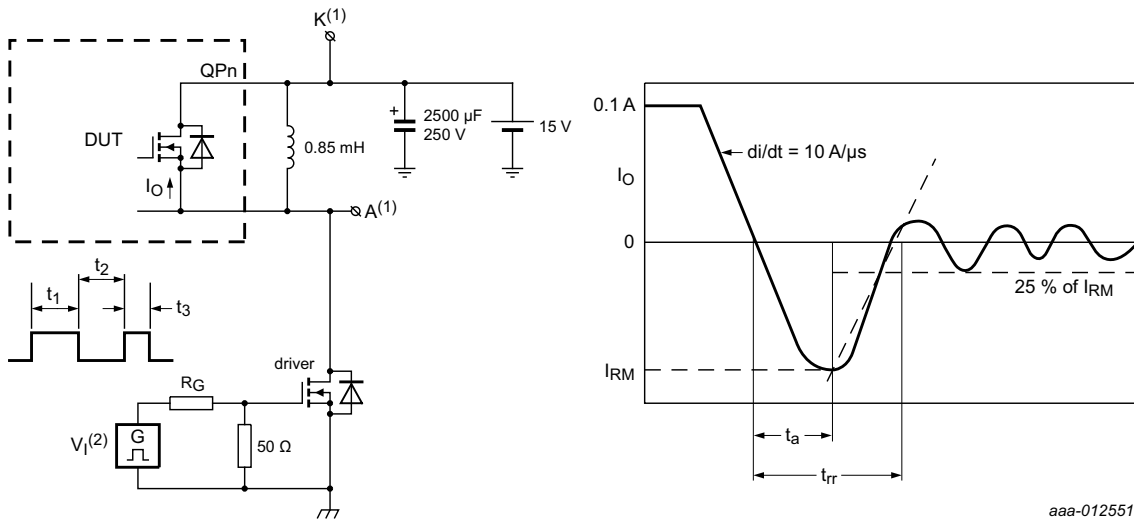 K(1)
QPn
DUT
IO
+
2500 µF
250 V
15 V
0.85 mH
A(1)
t1
t2
t3
driver
RG
VI(2)
G
50 Ω
0.1 A
di/dt = 10 A/µs
IO
0
25 % of IRM
IRM
ta
trr
aaa-012551